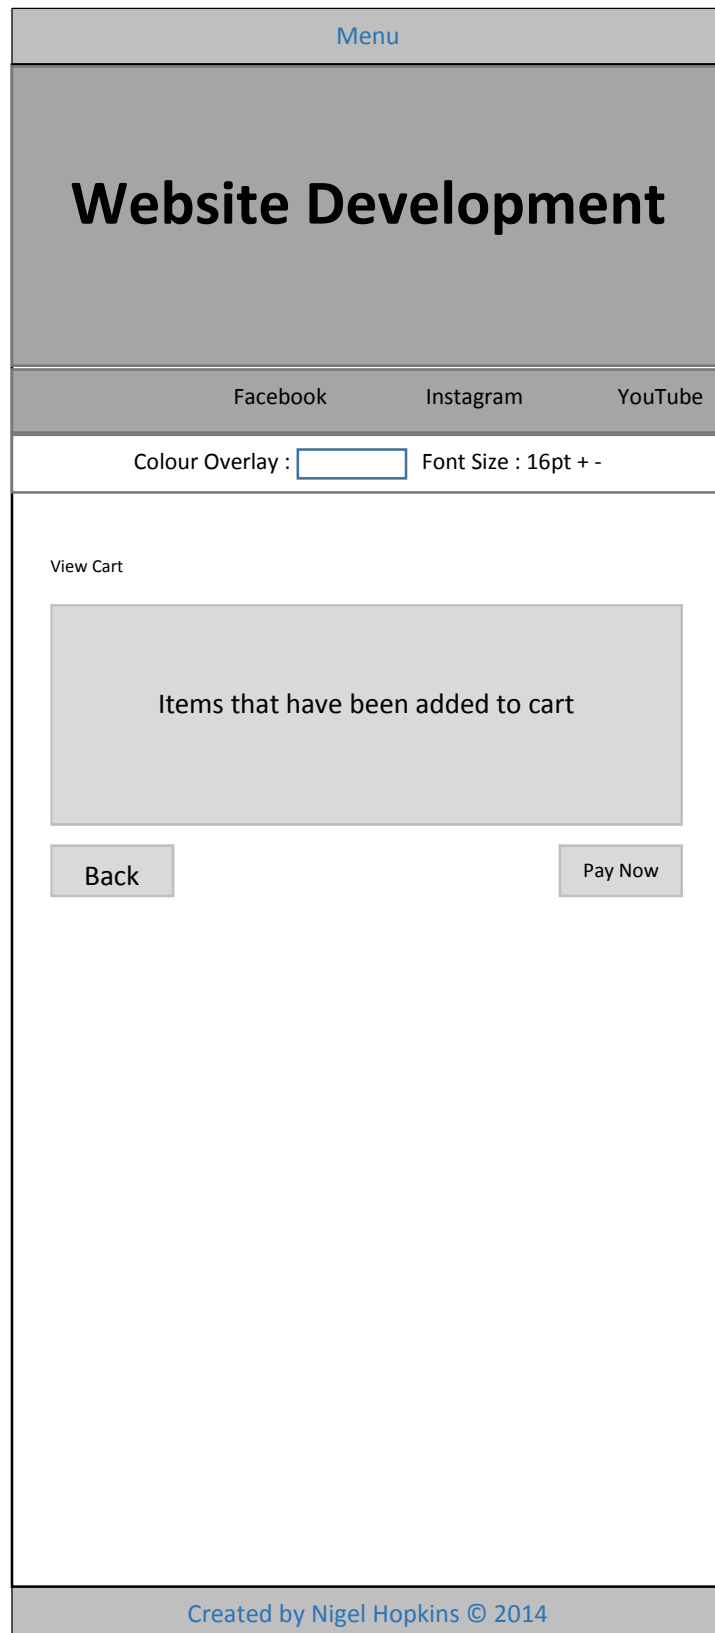 Menu
Website Development
Facebook Instagram YouTube
Colour Overlay : Font Size : 16pt + -
View Cart
Items that have been added to cart
Back Pay Now
Created by Nigel Hopkins © 2014